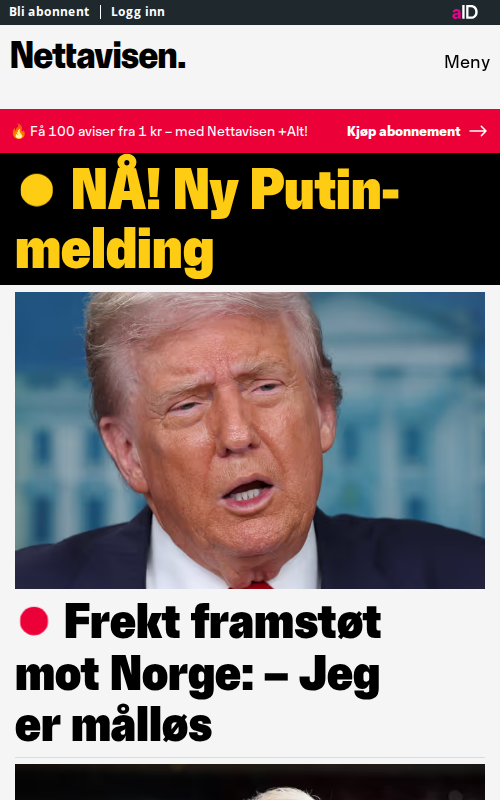 Bli abonnent | Logg inn aID
Nettavisen.
Meny
🔥 Få 100 aviser fra 1 kr – med Nettavisen +Alt! Kjøp abonnement →
NÅ! Ny Putin-
melding
Frekt framstøt
mot Norge: – Jeg
er målløs